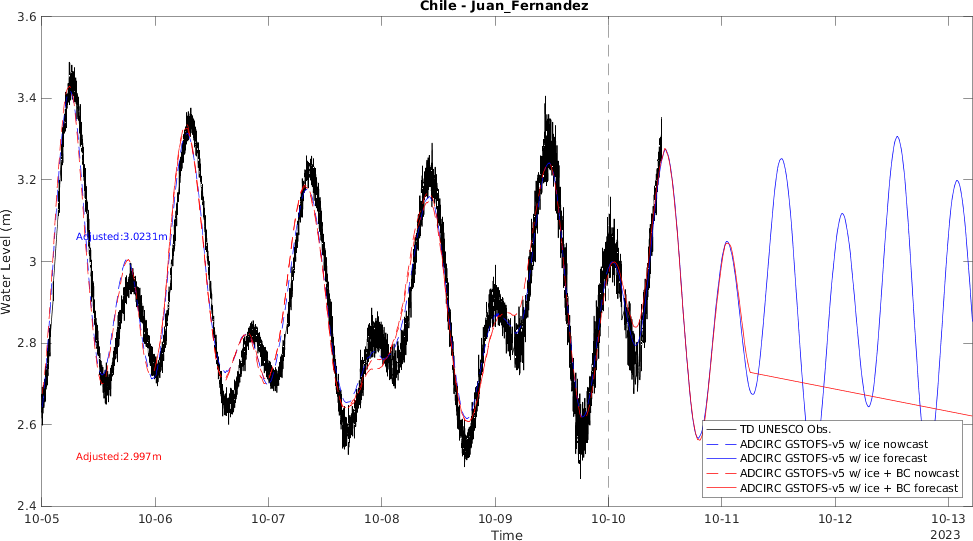 Chile - Juan_Fernandez
3.6
3.4
3.2
3
2.8
2.6
2.4
Water Level (m)
Adjusted:3.0231m
Adjusted:2.997m
TD UNESCO Obs.
ADCIRC GSTOFS-v5 w/ ice nowcast
ADCIRC GSTOFS-v5 w/ ice forecast
ADCIRC GSTOFS-v5 w/ ice + BC nowcast
ADCIRC GSTOFS-v5 w/ ice + BC forecast
10-05 10-06 10-07 10-08 10-09 10-10 10-11 10-12 10-13
2023
Time